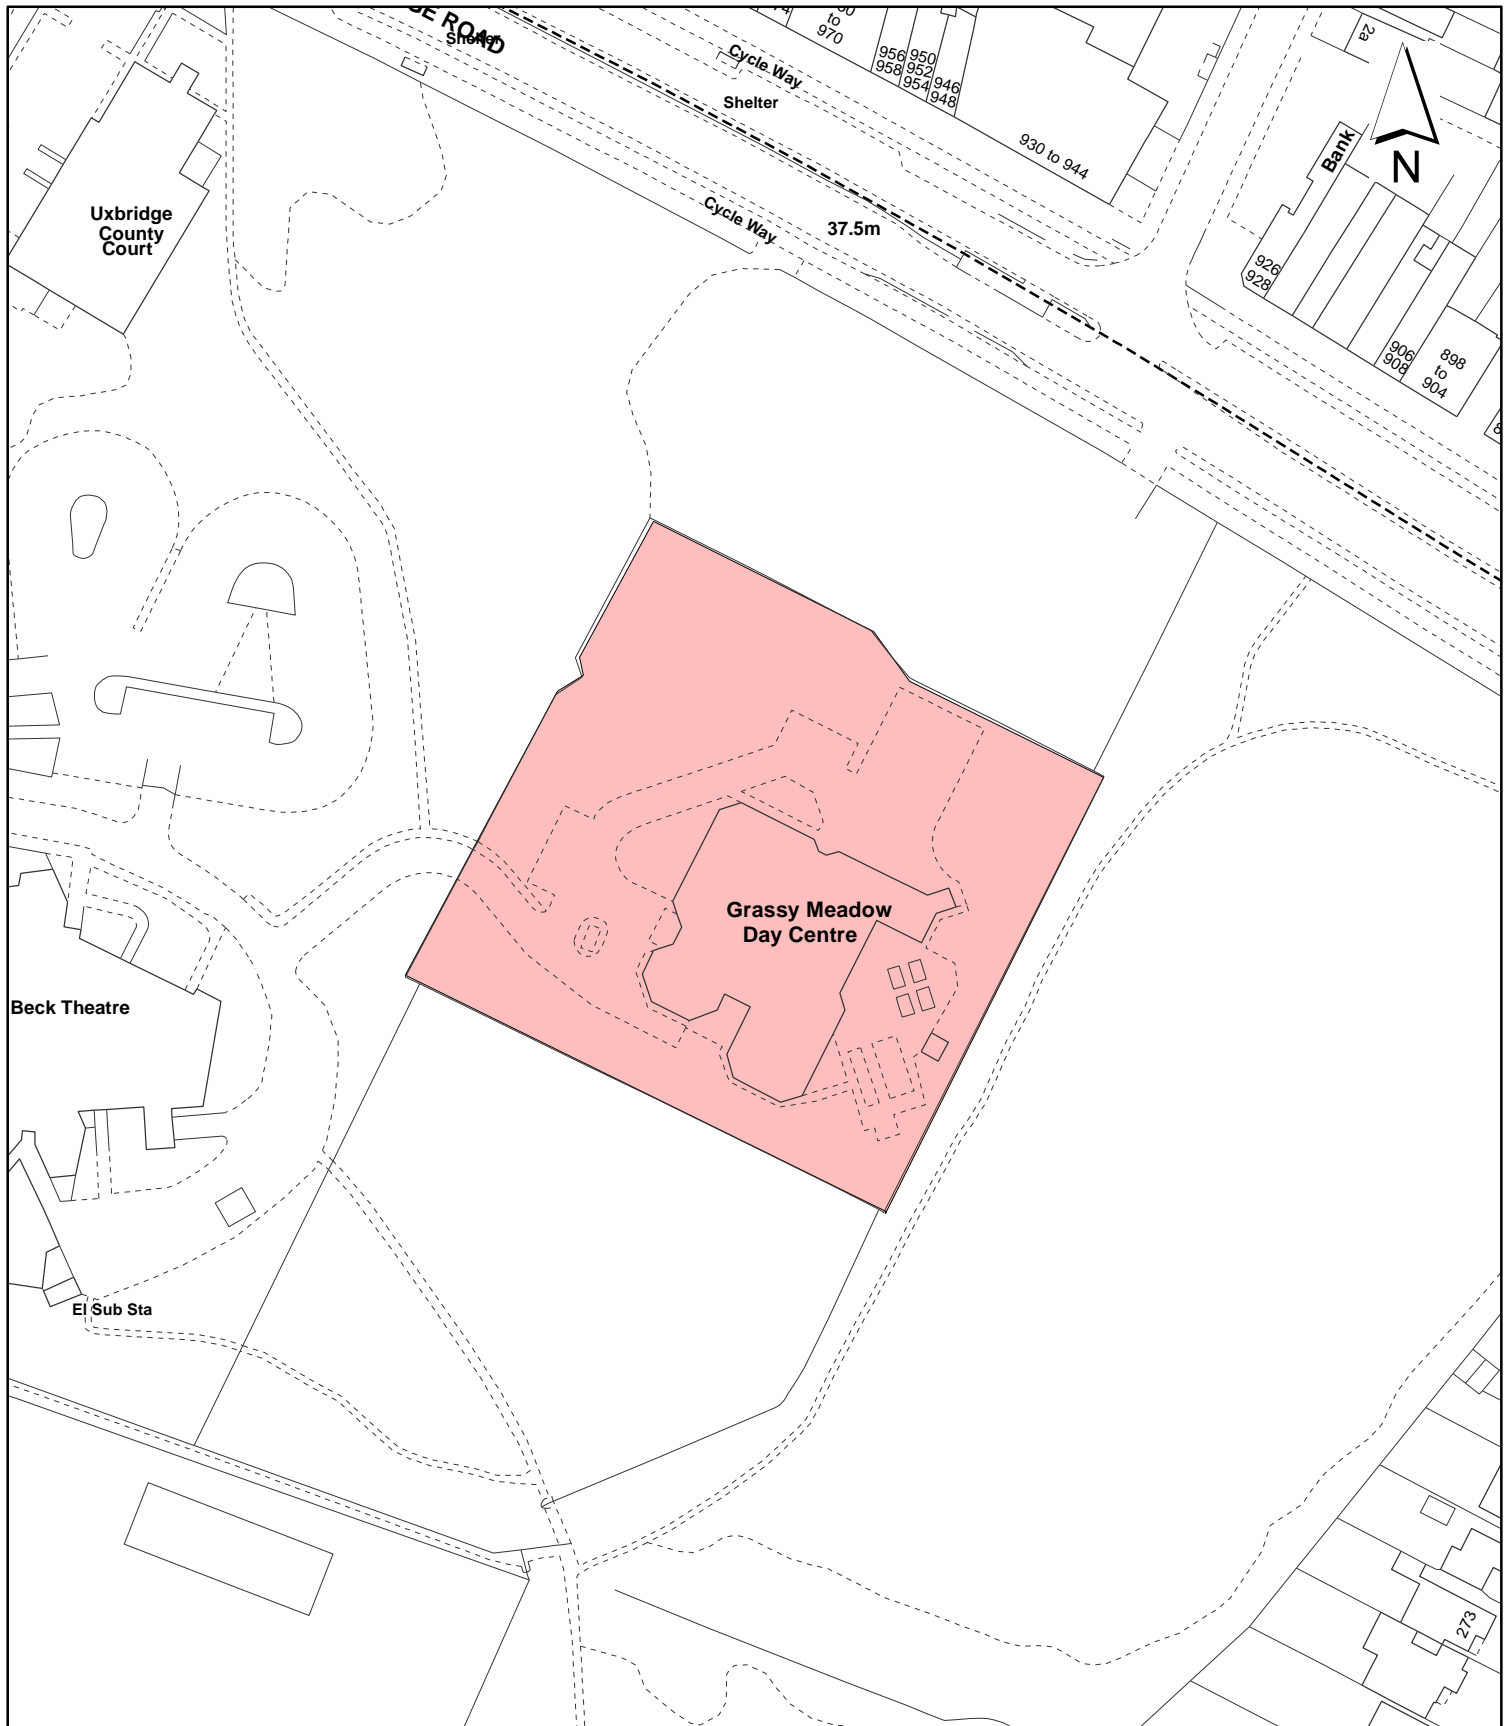 Shelter
ROAD
Cycle Way
Shelter
to
970
956
958
950
952
954
946
948
930 to 944
2a
Bank
N
Uxbridge
County
Court
Cycle Way
37.5m
926
928
906
908
898
to
904
Grassy Meadow
Day Centre
Beck Theatre
El Sub Sta
273